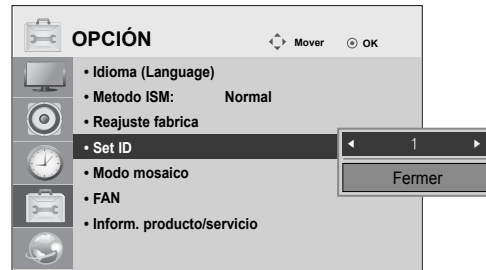 OPCIÓN Mover OK
• Idioma (Language)
• Metodo ISM: Normal
• Reajuste fabrica
• Set ID 1
• Modo mosaico Fermer
• FAN
• Inform. producto/servicio